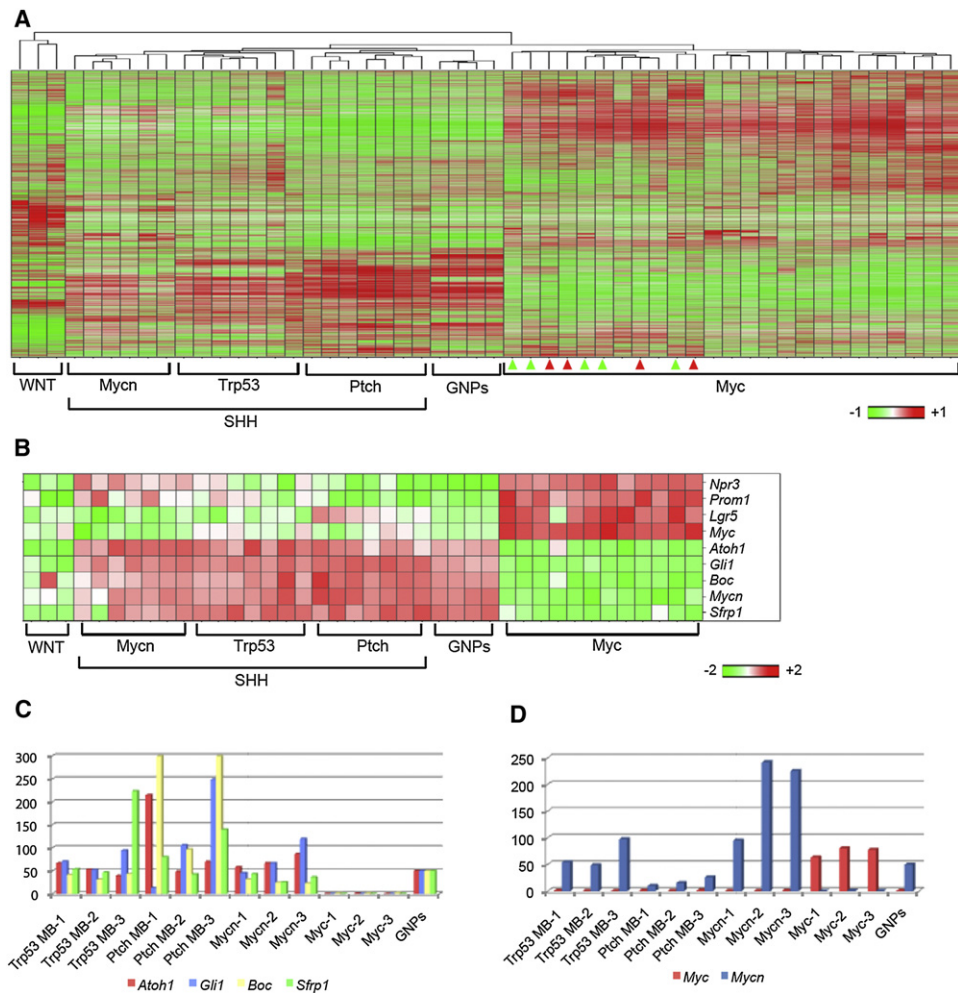 A
WNT
Mycn
Trp53
Ptch
GNPs
Myc
SHH
-1
+1
B
Npr3
Prom1
Lgr5
Myc
Atoh1
Gli1
Boc
Mycn
Sfrp1
WNT
Mycn
Trp53
Ptch
GNPs
Myc
SHH
-2
+2
C
300
250
200
150
100
50
0
Trp53 MB-1
Trp53 MB-2
Trp53 MB-3
Ptch MB-1
Ptch MB-2
Ptch MB-3
Mycn-1
Mycn-2
Mycn-3
Myc-1
Myc-2
Myc-3
GNPs
Atoh1 Gli1 Boc Sfrp1
D
250
200
150
100
50
0
Trp53 MB-1
Trp53 MB-2
Trp53 MB-3
Ptch MB-1
Ptch MB-2
Ptch MB-3
Mycn-1
Mycn-2
Mycn-3
Myc-1
Myc-2
Myc-3
GNPs
Myc Mycn